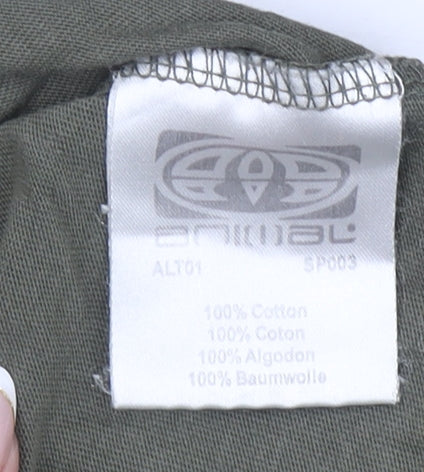 animal
ALT01 SP003
100% Cotton
100% Coton
100% Algodon
100% Baumwolle